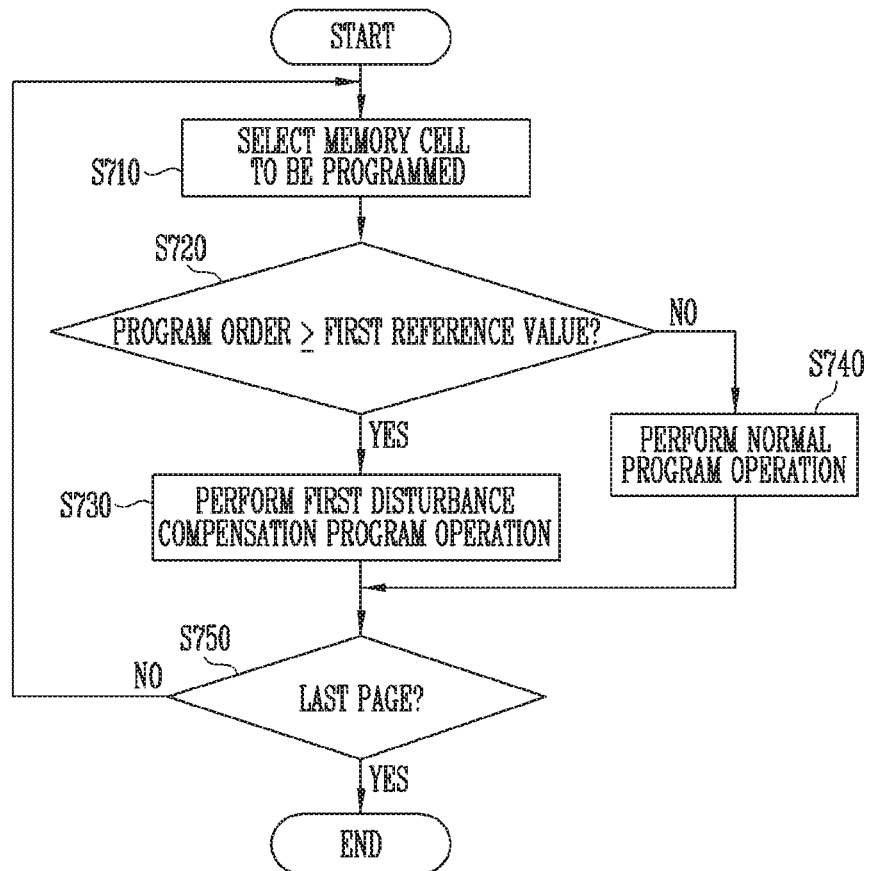 START
SELECT MEMORY CELL
TO BE PROGRAMMED
S710
S720
PROGRAM ORDER ≥ FIRST REFERENCE VALUE?
NO
S740
YES
PERFORM NORMAL
PROGRAM OPERATION
S730
PERFORM FIRST DISTURBANCE
COMPENSATION PROGRAM OPERATION
S750
NO
LAST PAGE?
YES
END